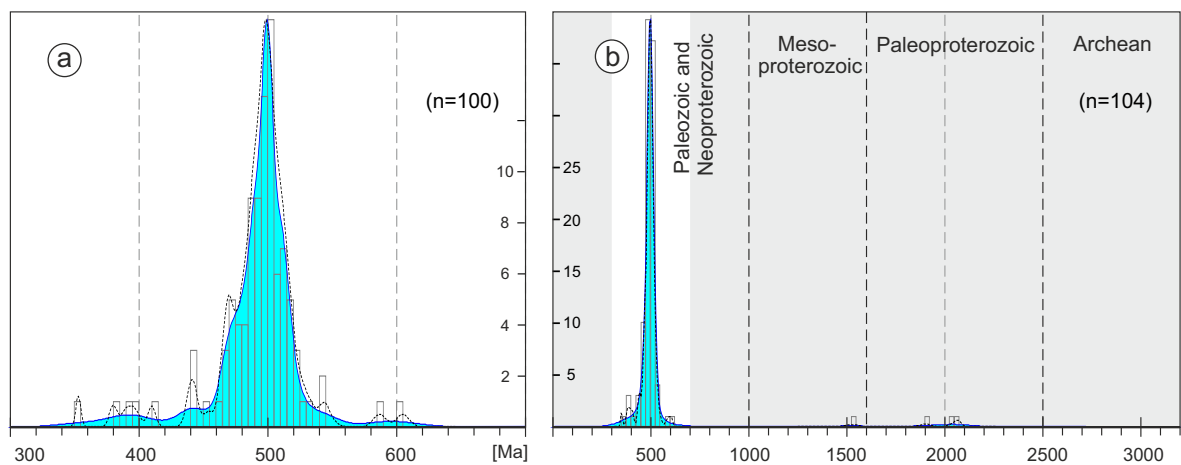 a
(n=100)
10
8
6
4
2
300
400
500
600
[Ma]
b
Paleozoic and
Neoproterozoic
Meso-
proterozoic
Paleoproterozoic
Archean
(n=104)
25
20
15
10
5
500
1000
1500
2000
2500
3000